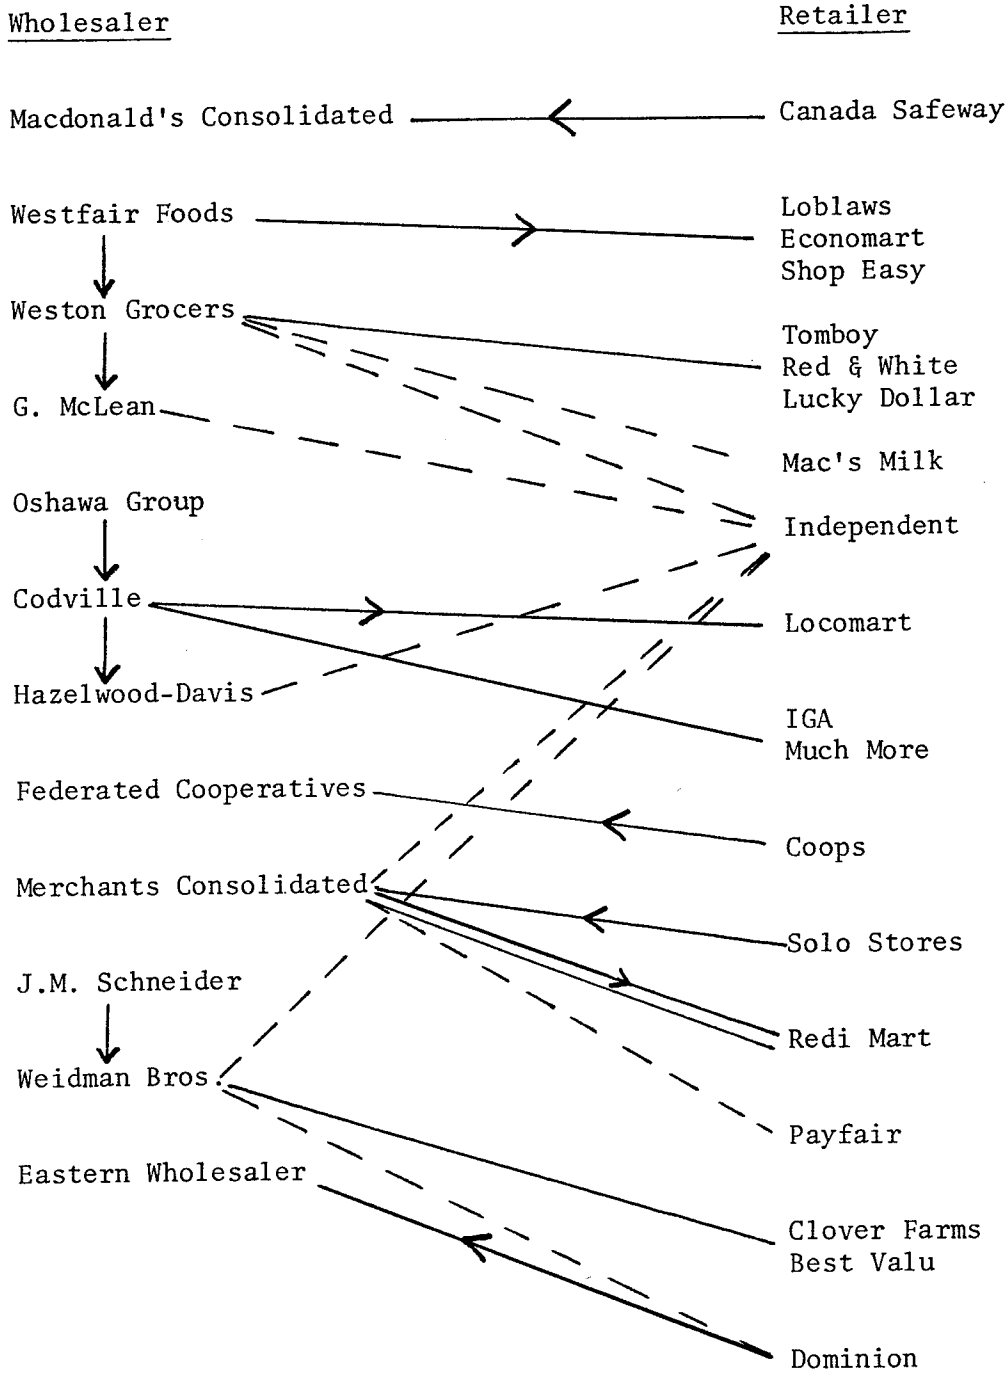 Wholesaler
Macdonald's Consolidated
Westfair Foods
Weston Grocers
G. McLean
Oshawa Group
Codville
Hazelwood-Davis
Federated Cooperatives
Merchants Consolidated
J.M. Schneider
Weidman Bros.
Eastern Wholesaler
Retailer
Canada Safeway
Loblaws
Economart
Shop Easy
Tomboy
Red & White
Lucky Dollar
Mac's Milk
Independent
Locomart
IGA
Much More
Coops
Solo Stores
Redi Mart
Payfair
Clover Farms
Best Valu
Dominion